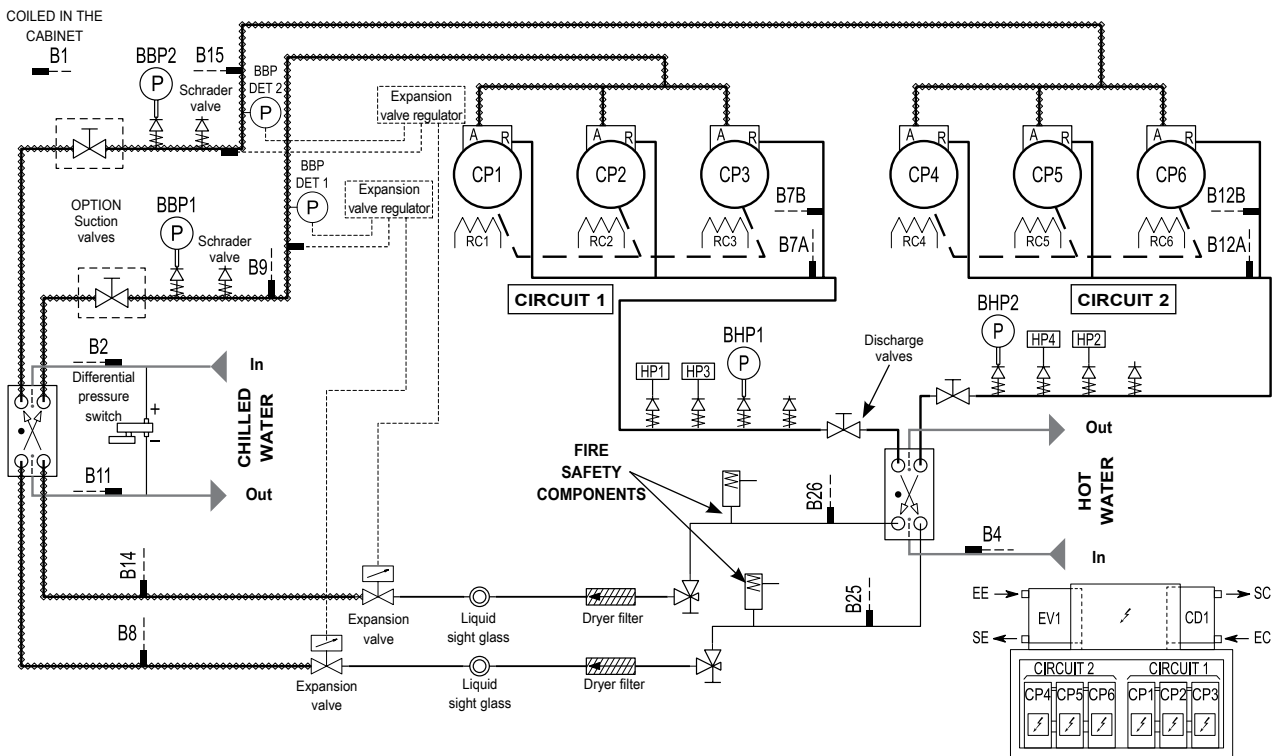 COILED IN THE
CABINET
B1
BBP2
P
B15
Schrader
valve
BBP
DET 2
P
Expansion
valve regulator
BBP
DET 1
P
Expansion
valve regulator
OPTION
Suction
valves
BBP1
P
Schrader
valve
B9
A R
CP1
RC1
A R
CP2
RC2
A R
CP3
RC3
B7B
B7A
CIRCUIT 1
A R
CP4
RC4
A R
CP5
RC5
A R
CP6
RC6
B12B
B12A
CIRCUIT 2
B2
In
Differential
pressure
switch
+
−
CHILLED
WATER
B11
Out
HP1
HP3
BHP1
P
Discharge
valves
BHP2
P
HP4
HP2
Out
HOT
WATER
B4
In
FIRE
SAFETY
COMPONENTS
B26
B25
B14
Expansion
valve
Liquid
sight glass
Dryer filter
B8
Expansion
valve
Liquid
sight glass
Dryer filter
EE
SE
EV1
CD1
SC
EC
CIRCUIT 2
CIRCUIT 1
CP4 CP5 CP6
CP1 CP2 CP3